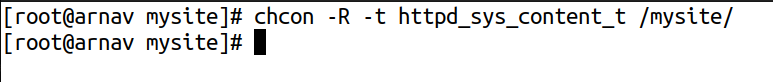 [root@arnav mysite]# chcon -R -t httpd_sys_content_t /mysite/
[root@arnav mysite]#